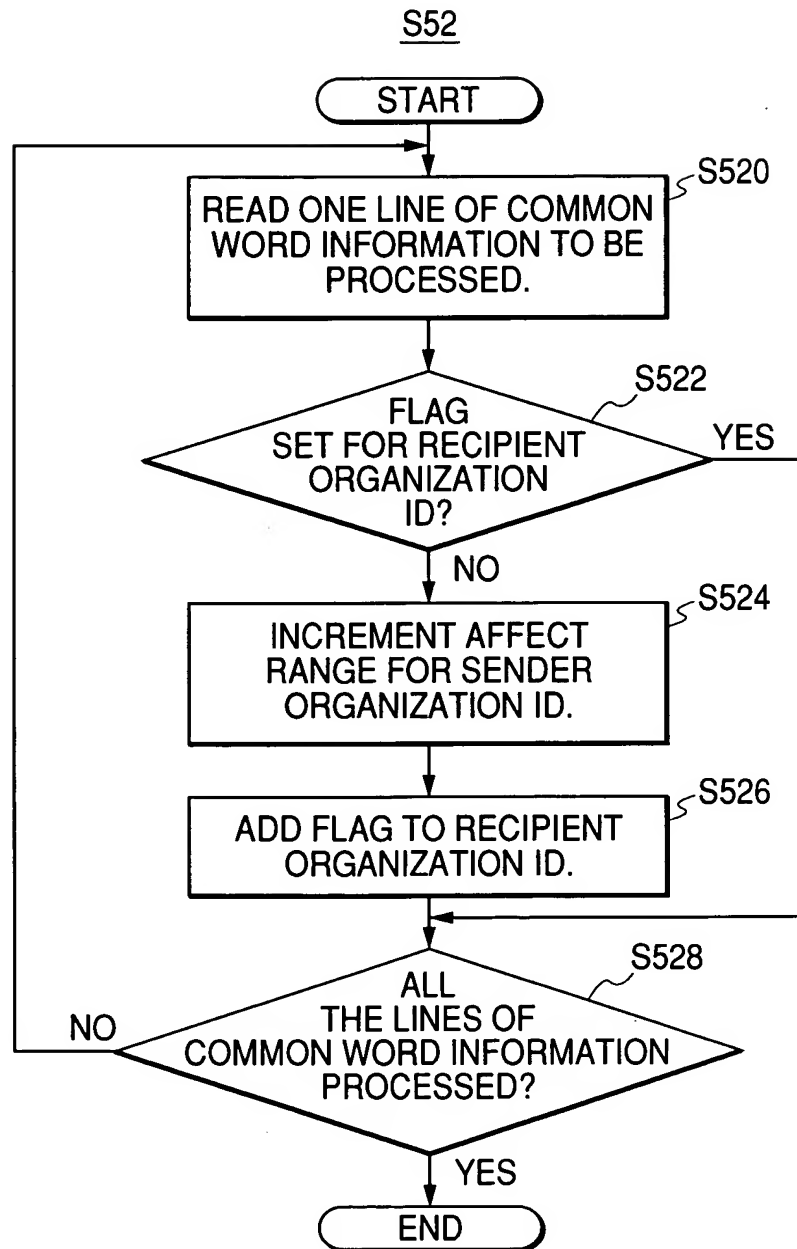 S52
START
S520
READ ONE LINE OF COMMON
WORD INFORMATION TO BE
PROCESSED.
S522
FLAG
SET FOR RECIPIENT
ORGANIZATION
ID?
YES
NO
S524
INCREMENT AFFECT
RANGE FOR SENDER
ORGANIZATION ID.
S526
ADD FLAG TO RECIPIENT
ORGANIZATION ID.
S528
ALL
THE LINES OF
COMMON WORD INFORMATION
PROCESSED?
NO
YES
END